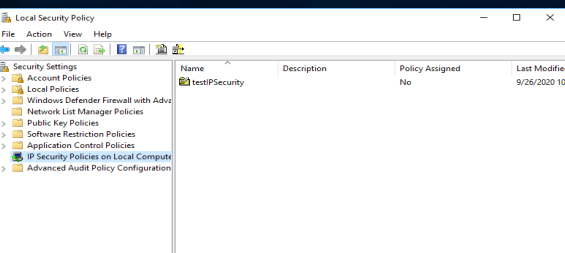 Local Security Policy
File Action View Help
Security Settings
Account Policies
Local Policies
Windows Defender Firewall with Adva
Network List Manager Policies
Public Key Policies
Software Restriction Policies
Application Control Policies
IP Security Policies on Local Compute
Advanced Audit Policy Configuration
Name Description Policy Assigned Last Modifie
testIPSecurity No 9/26/2020 10